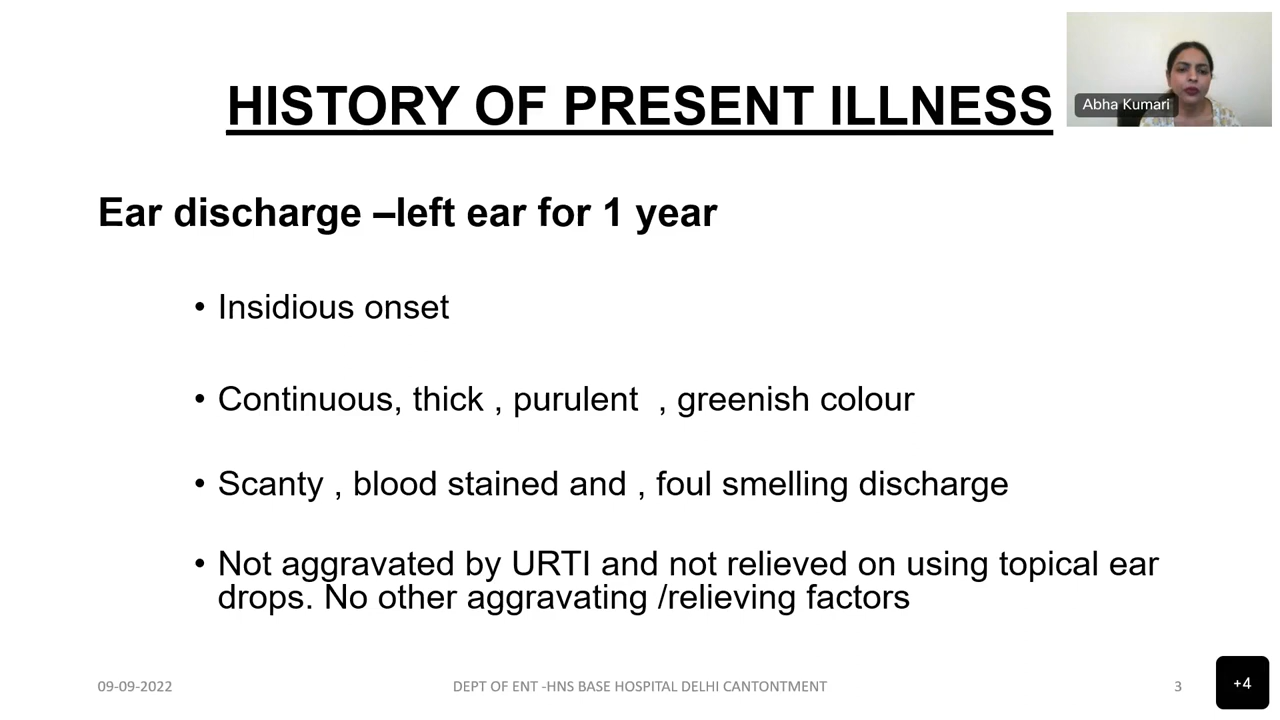 HISTORY OF PRESENT ILLNESS
Abha Kumari
Ear discharge –left ear for 1 year
• Insidious onset
• Continuous, thick , purulent  , greenish colour
• Scanty , blood stained and , foul smelling discharge
• Not aggravated by URTI and not relieved on using topical ear
drops. No other aggravating /relieving factors
09-09-2022
DEPT OF ENT -HNS BASE HOSPITAL DELHI CANTONTMENT
3
+4